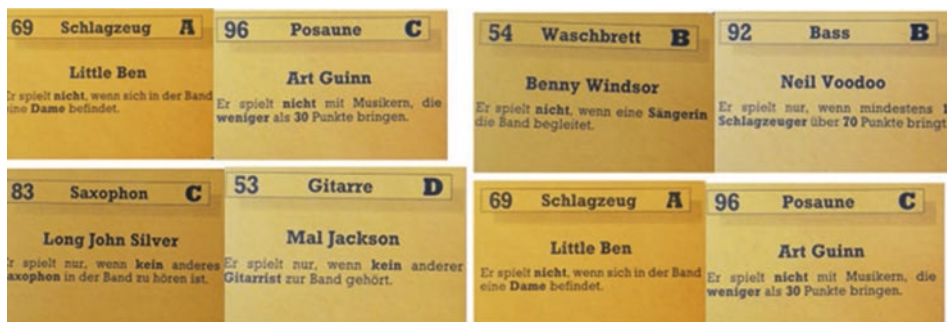 69 Schlagzeug A
Little Ben
Er spielt nicht, wenn sich in der Band
eine Dame befindet.
96 Posaune C
Art Guinn
Er spielt nicht mit Musikern, die
weniger als 30 Punkte bringen.
54 Waschbrett B
Benny Windsor
Er spielt nicht, wenn eine Sängerin
die Band begleitet.
92 Bass B
Neil Voodoo
Er spielt nur, wenn mindestens
Schlagzeuger über 70 Punkte bringt
83 Saxophon C
Long John Silver
Er spielt nur, wenn kein anderes
Saxophon in der Band zu hören ist.
53 Gitarre D
Mal Jackson
Er spielt nur, wenn kein anderer
Gitarrist zur Band gehört.
69 Schlagzeug A
Little Ben
Er spielt nicht, wenn sich in der Band
eine Dame befindet.
96 Posaune C
Art Guinn
Er spielt nicht mit Musikern, die
weniger als 30 Punkte bringen.